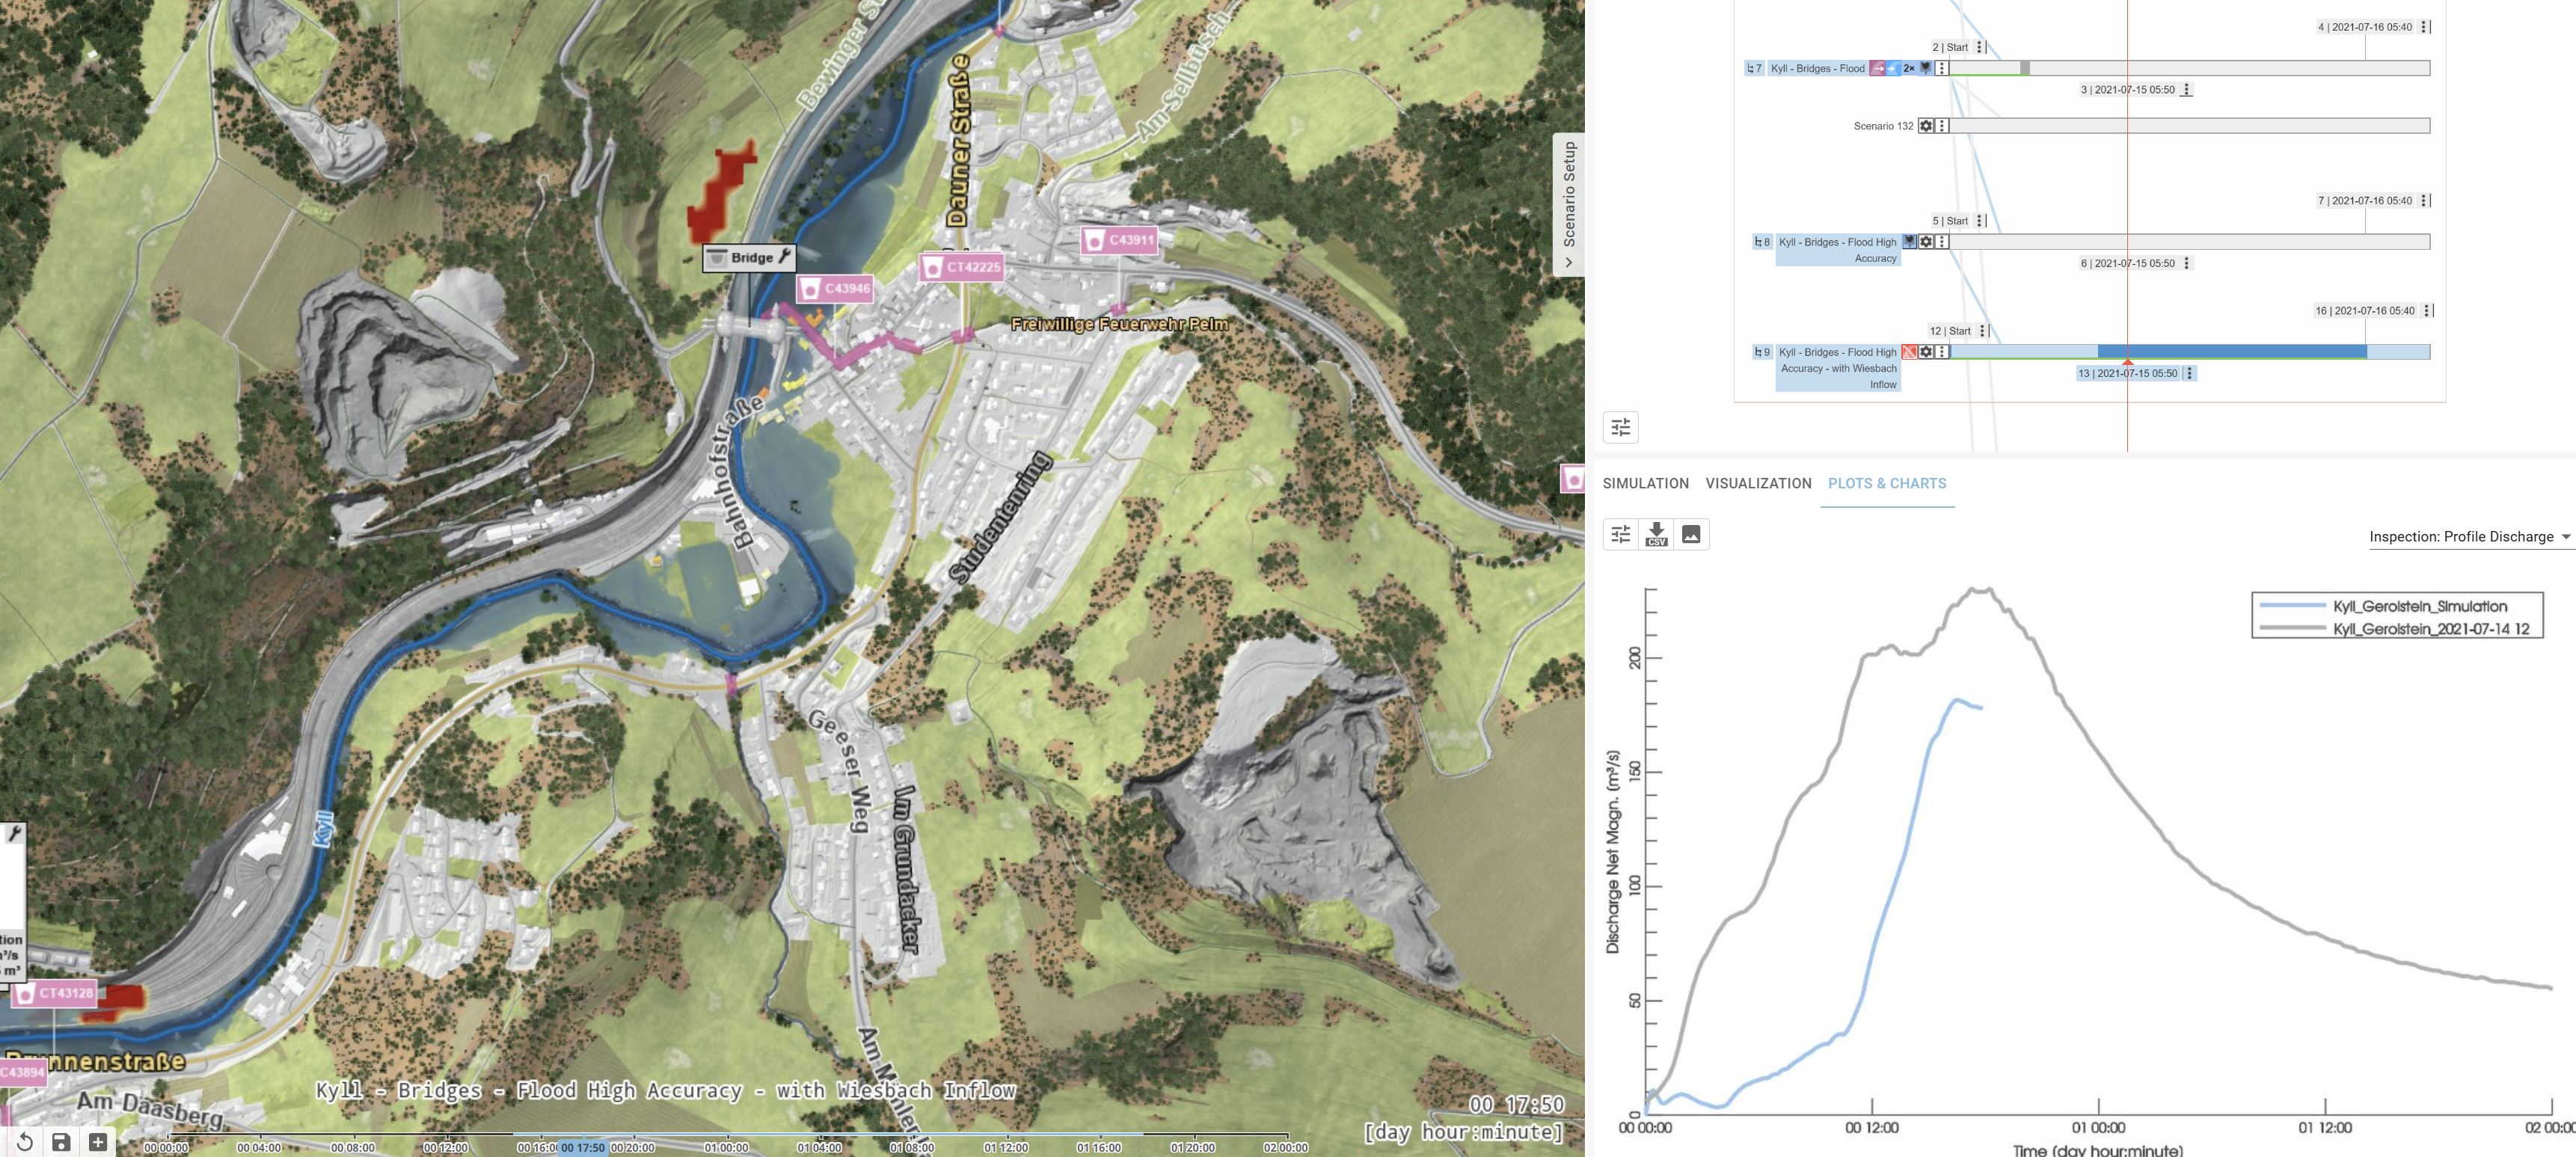 Bewinger St
Dauner Straße
Am-Sellbüsch
Bridge
C43946
CT42225
C43911
Freiwillige Feuerwehr Pelm
Bahnhofstraße
Studentenring
Geeser Weg
Im Grundacker
Kyll
tion
m³/s
m³
CT43128
C43894
Am Daasberg
Kyll - Bridges - Flood High Accuracy - with Wiesbach Inflow
00 17:50
[day hour:minute]
00 00:00
00 04:00
00 08:00
00 12:00
00 16:00
00 17:50
00 20:00
01 00:00
01 04:00
01 08:00
01 12:00
01 16:00
01 20:00
02 00:00
Scenario Setup
4 | 2021-07-16 05:40
2 | Start
7 Kyll - Bridges - Flood 2×
3 | 2021-07-15 05:50
Scenario 132
7 | 2021-07-16 05:40
5 | Start
8 Kyll - Bridges - Flood High
Accuracy
6 | 2021-07-15 05:50
16 | 2021-07-16 05:40
12 | Start
9 Kyll - Bridges - Flood High
Accuracy - with Wiesbach
Inflow
13 | 2021-07-15 05:50
SIMULATION VISUALIZATION PLOTS & CHARTS
CSV
Inspection: Profile Discharge
Kyll_Gerolstein_Simulation
Kyll_Gerolstein_2021-07-14 12
Discharge Net Magn. (m³/s)
200
150
100
50
0
00 00:00
00 12:00
01 00:00
01 12:00
02 00:00
Time (day hour:minute)